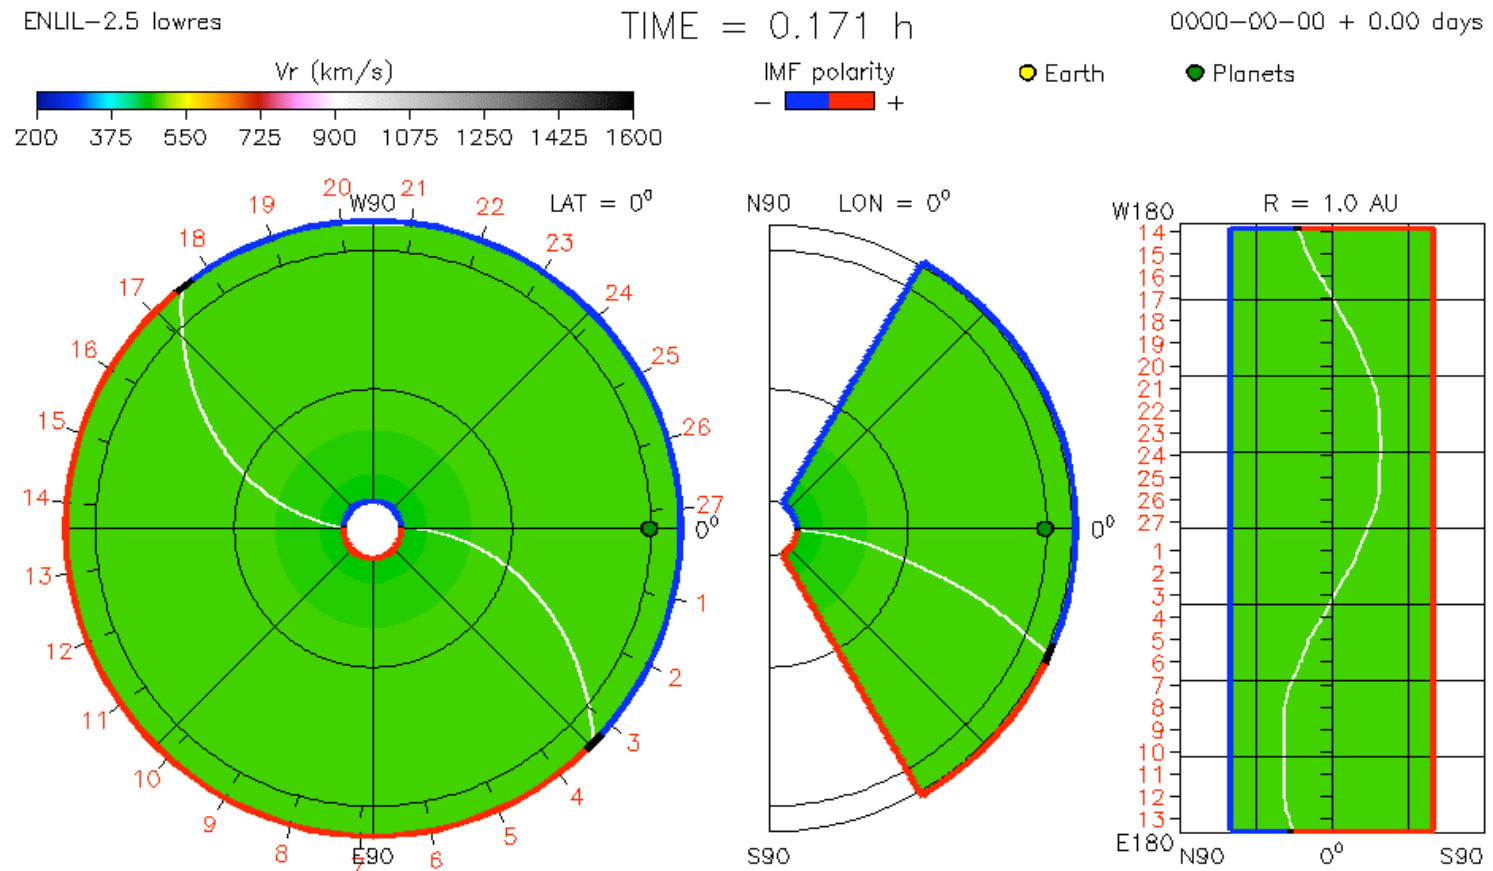 ENLIL-2.5 lowres
TIME = 0.171 h
0000-00-00 + 0.00 days
Vr (km/s)
200 375 550 725 900 1075 1250 1425 1600
IMF polarity
- +
Earth
Planets
LAT = 0⁰
W90
20 21 22 23 24 25 26 27
0⁰
1 2 3 4 5 6 7 8 9 10 11 12 13 14 15 16 17 18 19
E90
N90 LON = 0⁰
0⁰
S90
R = 1.0 AU
W180
14
15
16
17
18
19
20
21
22
23
24
25
26
27
1
2
3
4
5
6
7
8
9
10
11
12
13
E180
N90 0⁰ S90